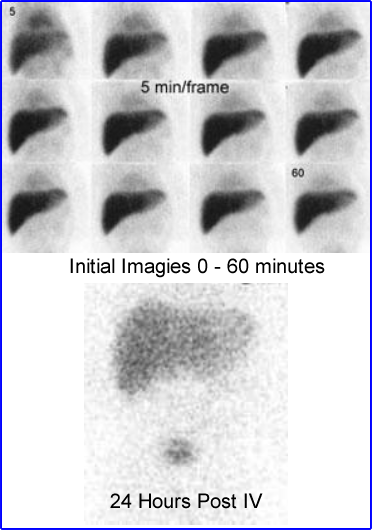 5
5 min/frame
60
Initial Imagies 0 - 60 minutes
24 Hours Post IV